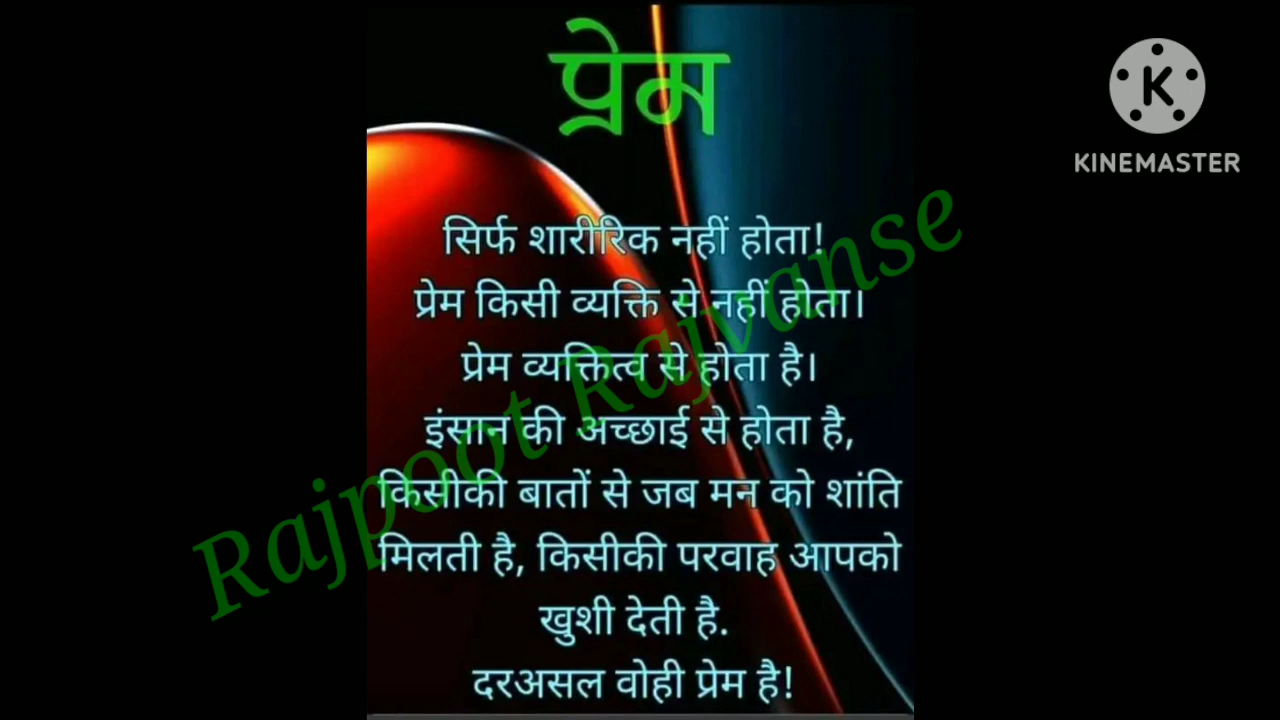 प्रेम
सिर्फ शारीरिक नहीं होता!
प्रेम किसी व्यक्ति से नहीं होता।
प्रेम व्यक्तित्व से होता है।
इंसान की अच्छाई से होता है,
किसीकी बातों से जब मन को शांति
मिलती है, किसीकी परवाह आपको
खुशी देती है.
दरअसल वोही प्रेम है!
Rajpoot Rajvanse
K
KINEMASTER